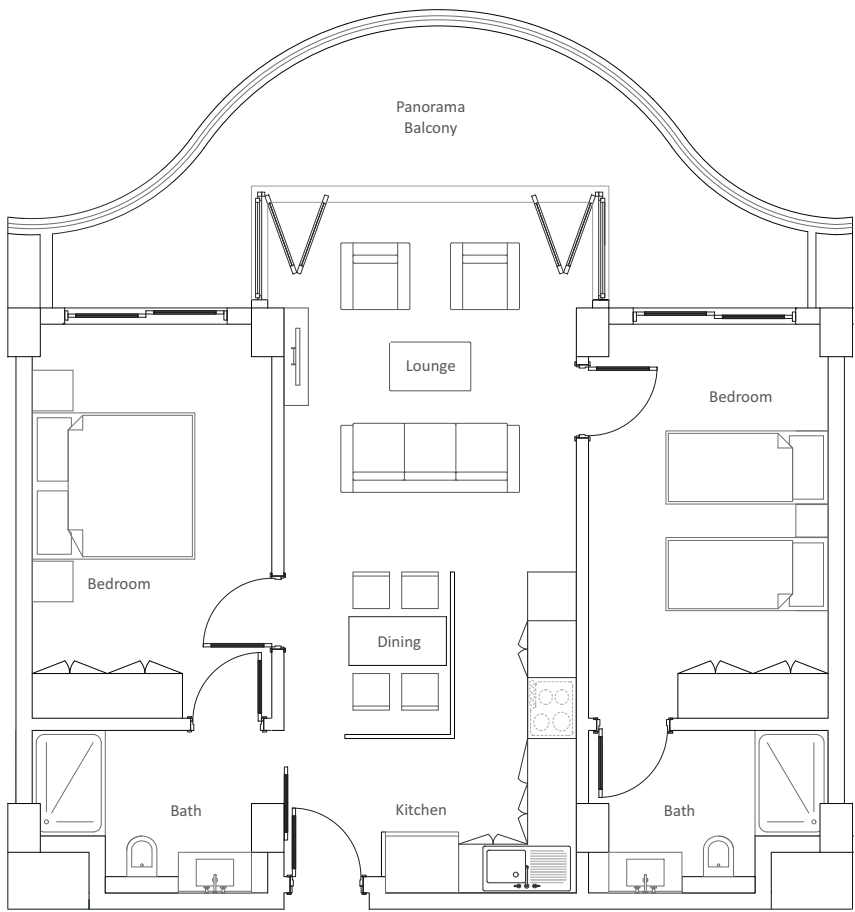 Panorama
Balcony
Lounge
Bedroom
Bedroom
Dining
Bath
Kitchen
Bath